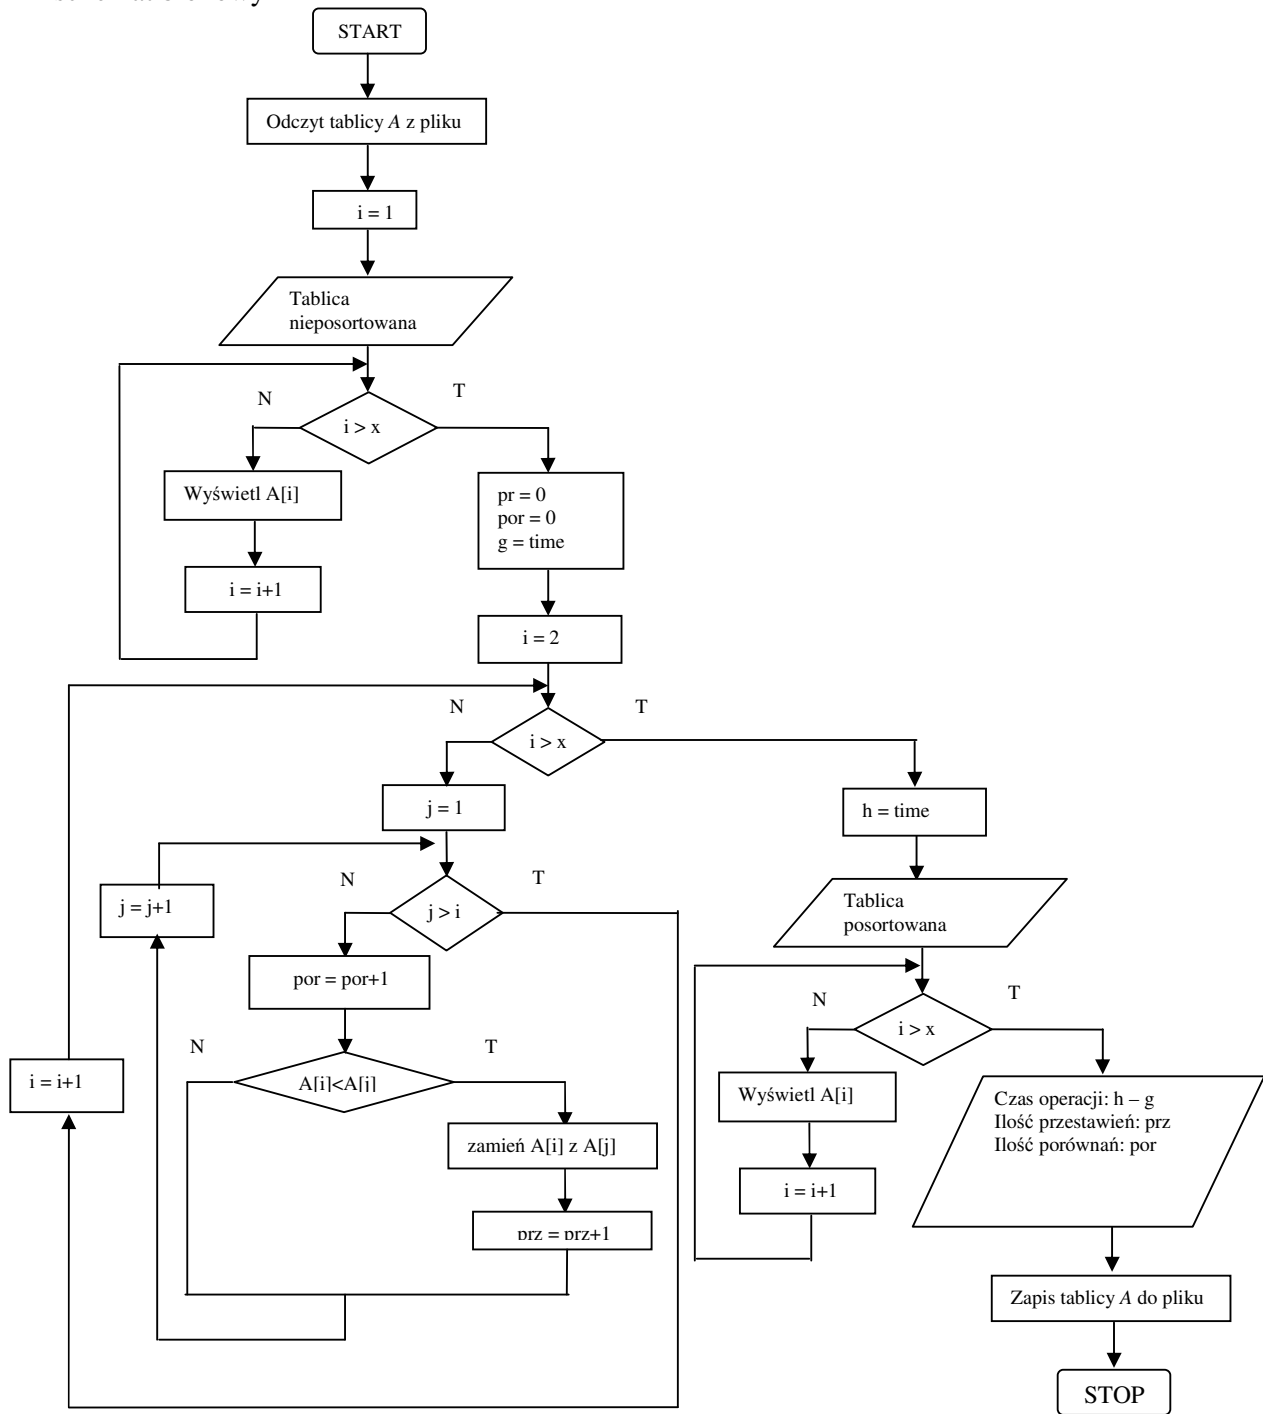 START
Odczyt tablicy A z pliku
i = 1
Tablica
nieposortowana
N
T
i > x
Wyświetl A[i]
pr = 0
por = 0
g = time
i = i+1
i = 2
N
T
i > x
j = 1
h = time
N
T
j = j+1
j > i
Tablica
posortowana
por = por+1
N
T
i > x
N
T
i = i+1
A[i]<A[j]
Wyświetl A[i]
Czas operacji: h – g
Ilość przestawień: prz
Ilość porównań: por
zamień A[i] z A[j]
i = i+1
prz = prz+1
Zapis tablicy A do pliku
STOP